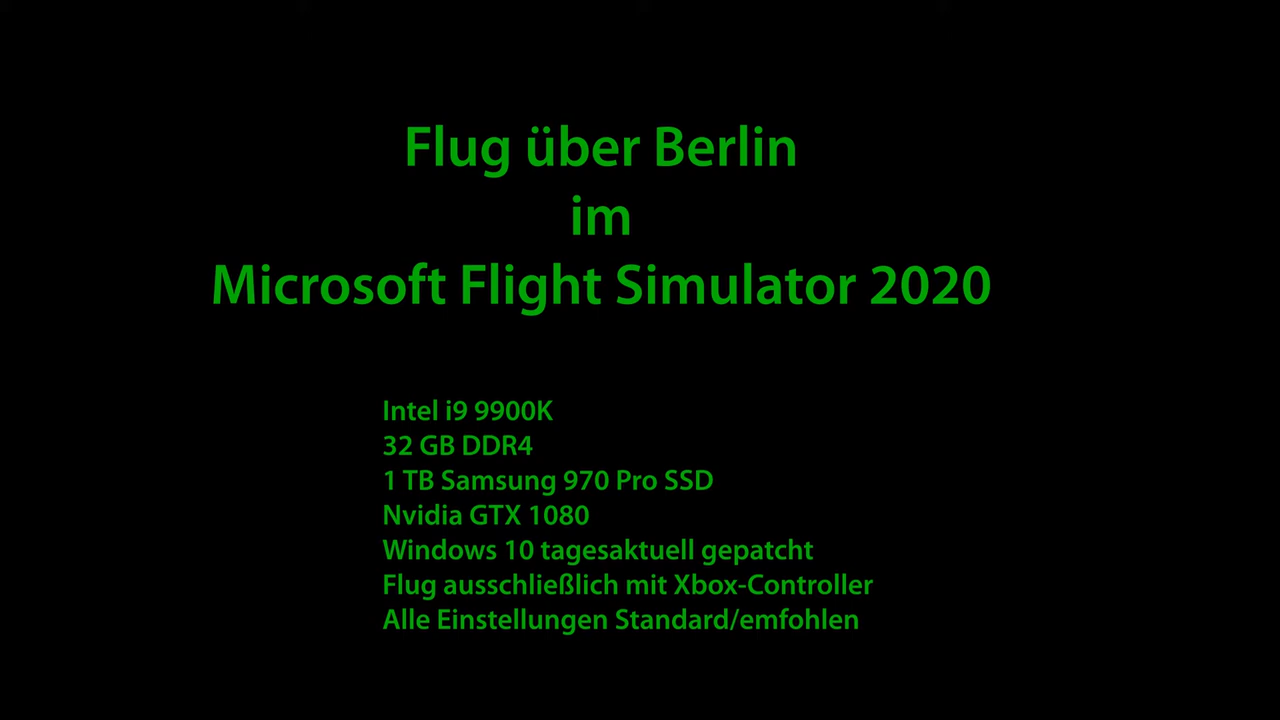 Flug über Berlin
im
Microsoft Flight Simulator 2020
Intel i9 9900K
32 GB DDR4
1 TB Samsung 970 Pro SSD
Nvidia GTX 1080
Windows 10 tagesaktuell gepatcht
Flug ausschließlich mit Xbox-Controller
Alle Einstellungen Standard/emfohlen